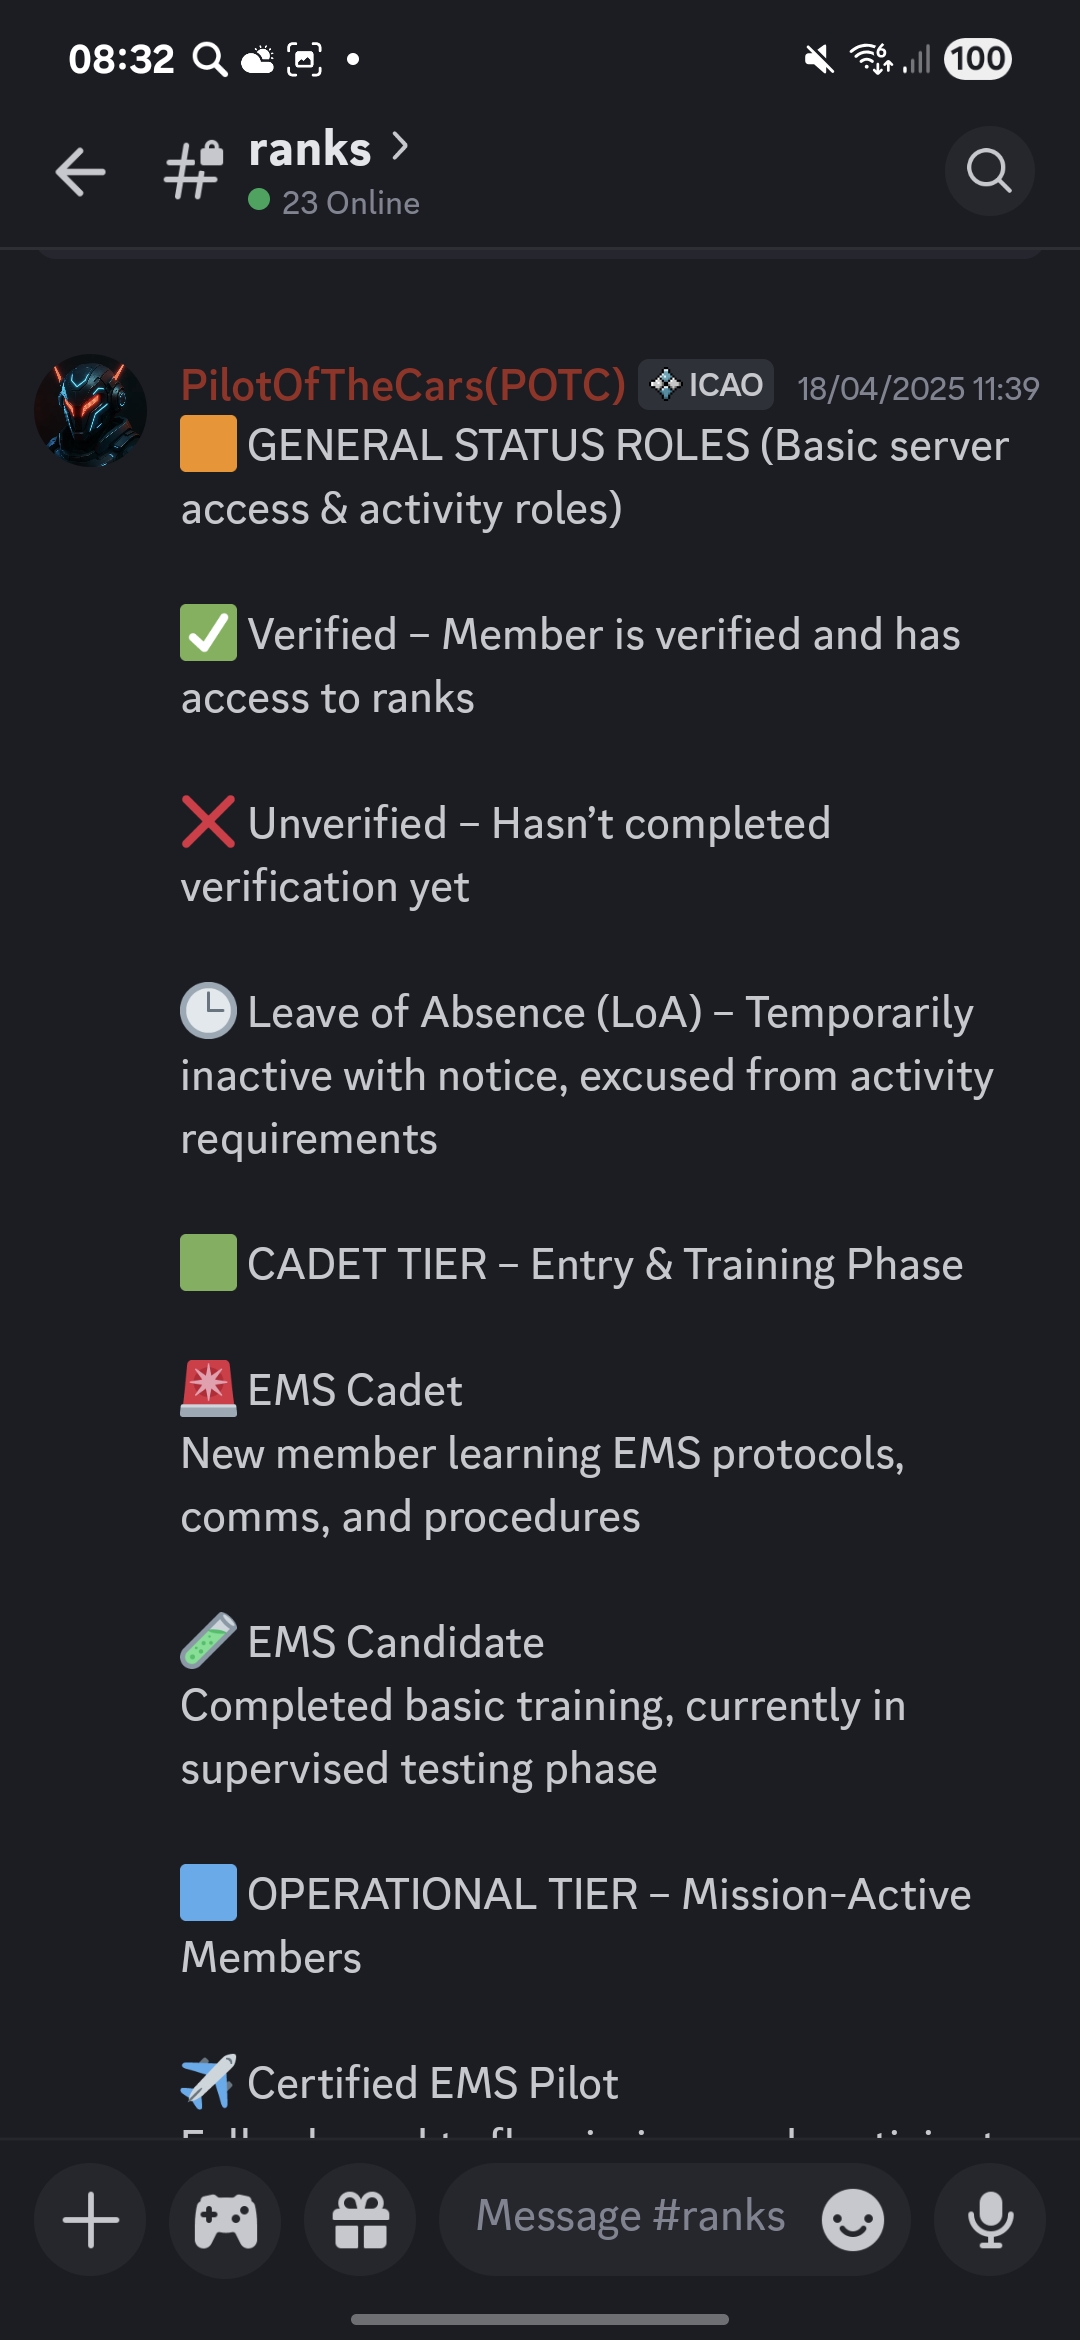 08:32
6
100
ranks
23 Online
PilotOfTheCars(POTC) ICAO 18/04/2025 11:39
GENERAL STATUS ROLES (Basic server
access & activity roles)
Verified – Member is verified and has
access to ranks
Unverified – Hasn’t completed
verification yet
Leave of Absence (LoA) – Temporarily
inactive with notice, excused from activity
requirements
CADET TIER – Entry & Training Phase
EMS Cadet
New member learning EMS protocols,
comms, and procedures
EMS Candidate
Completed basic training, currently in
supervised testing phase
OPERATIONAL TIER – Mission-Active
Members
Certified EMS Pilot
Message #ranks